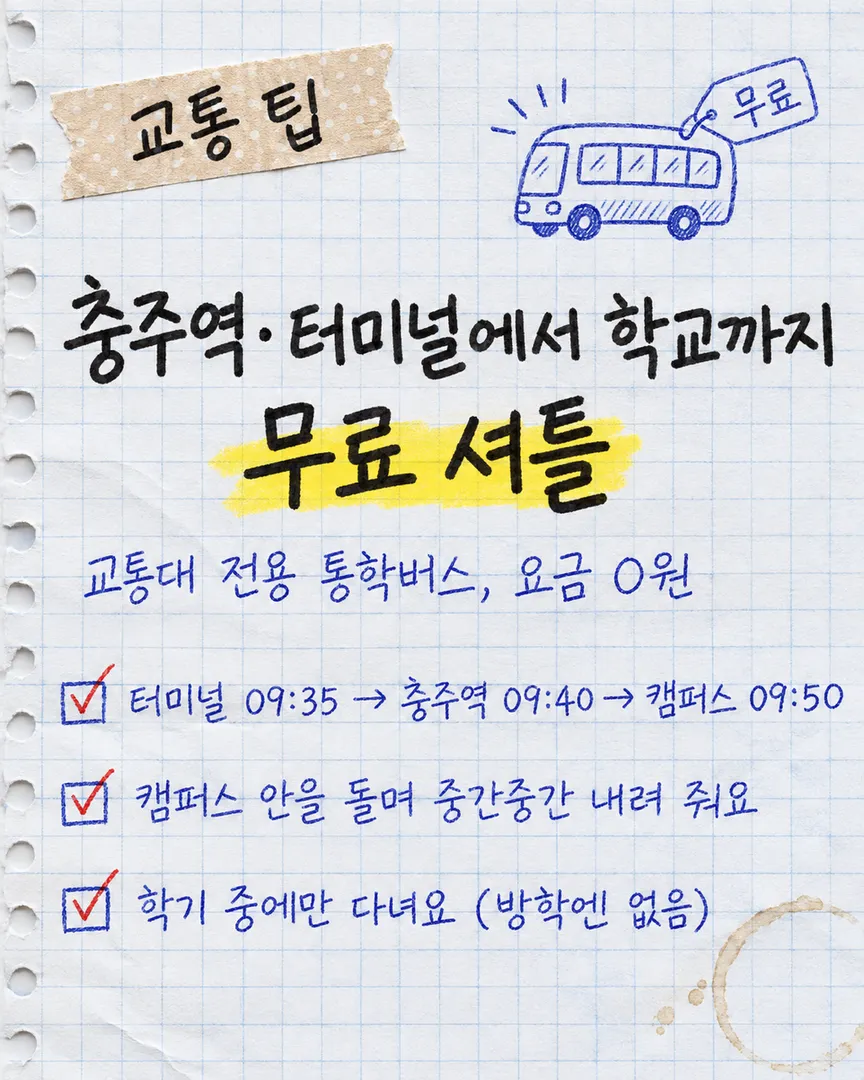 교통 팁
무료
충주역·터미널에서 학교까지
무료 셔틀
교통대 전용 통학버스, 요금 0원
터미널 09:35 → 충주역 09:40 → 캠퍼스 09:50
캠퍼스 안을 돌며 중간중간 내려 줘요
학기 중에만 다녀요 (방학엔 없음)